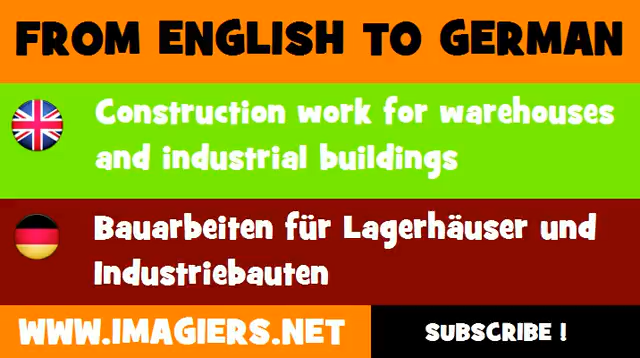 FROM ENGLISH TO GERMAN
Construction work for warehouses
and industrial buildings
Bauarbeiten für Lagerhäuser und
Industriebauten
WWW.IMAGIERS.NET
SUBSCRIBE !